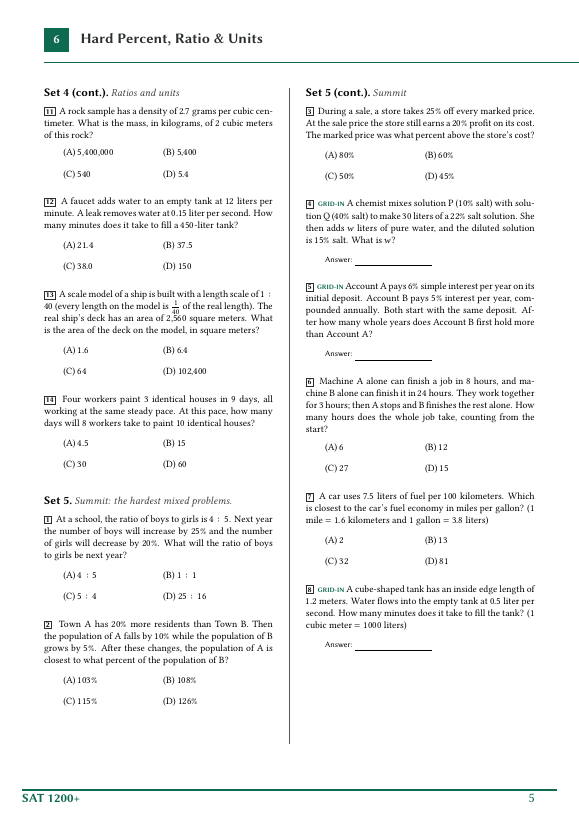 6 Hard Percent, Ratio & Units
Set 4 (cont.). Ratios and units
11 A rock sample has a density of 2.7 grams per cubic cen-
timeter. What is the mass, in kilograms, of 2 cubic meters
of this rock?
(A) 5,400,000 (B) 5,400
(C) 540 (D) 5.4
12 A faucet adds water to an empty tank at 12 liters per
minute. A leak removes water at 0.15 liter per second. How
many minutes does it take to fill a 450-liter tank?
(A) 21.4 (B) 37.5
(C) 38.0 (D) 150
13 A scale model of a ship is built with a length scale of 1 :
40 (every length on the model is 1/40 of the real length). The
real ship's deck has an area of 2,560 square meters. What
is the area of the deck on the model, in square meters?
(A) 1.6 (B) 6.4
(C) 64 (D) 102,400
14 Four workers paint 3 identical houses in 9 days, all
working at the same steady pace. At this pace, how many
days will 8 workers take to paint 10 identical houses?
(A) 4.5 (B) 15
(C) 30 (D) 60
Set 5. Summit: the hardest mixed problems.
1 At a school, the ratio of boys to girls is 4 : 5. Next year
the number of boys will increase by 25% and the number
of girls will decrease by 20%. What will the ratio of boys
to girls be next year?
(A) 4 : 5 (B) 1 : 1
(C) 5 : 4 (D) 25 : 16
2 Town A has 20% more residents than Town B. Then
the population of A falls by 10% while the population of B
grows by 5%. After these changes, the population of A is
closest to what percent of the population of B?
(A) 103% (B) 108%
(C) 115% (D) 126%
Set 5 (cont.). Summit
3 During a sale, a store takes 25% off every marked price.
At the sale price the store still earns a 20% profit on its cost.
The marked price was what percent above the store's cost?
(A) 80% (B) 60%
(C) 50% (D) 45%
4 GRID-IN A chemist mixes solution P (10% salt) with solu-
tion Q (40% salt) to make 30 liters of a 22% salt solution. She
then adds w liters of pure water, and the diluted solution
is 15% salt. What is w?
Answer:
5 GRID-IN Account A pays 6% simple interest per year on its
initial deposit. Account B pays 5% interest per year, com-
pounded annually. Both start with the same deposit. Af-
ter how many whole years does Account B first hold more
than Account A?
Answer:
6 Machine A alone can finish a job in 8 hours, and ma-
chine B alone can finish it in 24 hours. They work together
for 3 hours; then A stops and B finishes the rest alone. How
many hours does the whole job take, counting from the
start?
(A) 6 (B) 12
(C) 27 (D) 15
7 A car uses 7.5 liters of fuel per 100 kilometers. Which
is closest to the car's fuel economy in miles per gallon? (1
mile = 1.6 kilometers and 1 gallon = 3.8 liters)
(A) 2 (B) 13
(C) 32 (D) 81
8 GRID-IN A cube-shaped tank has an inside edge length of
1.2 meters. Water flows into the empty tank at 0.5 liter per
second. How many minutes does it take to fill the tank? (1
cubic meter = 1000 liters)
Answer:
SAT 1200+ 5